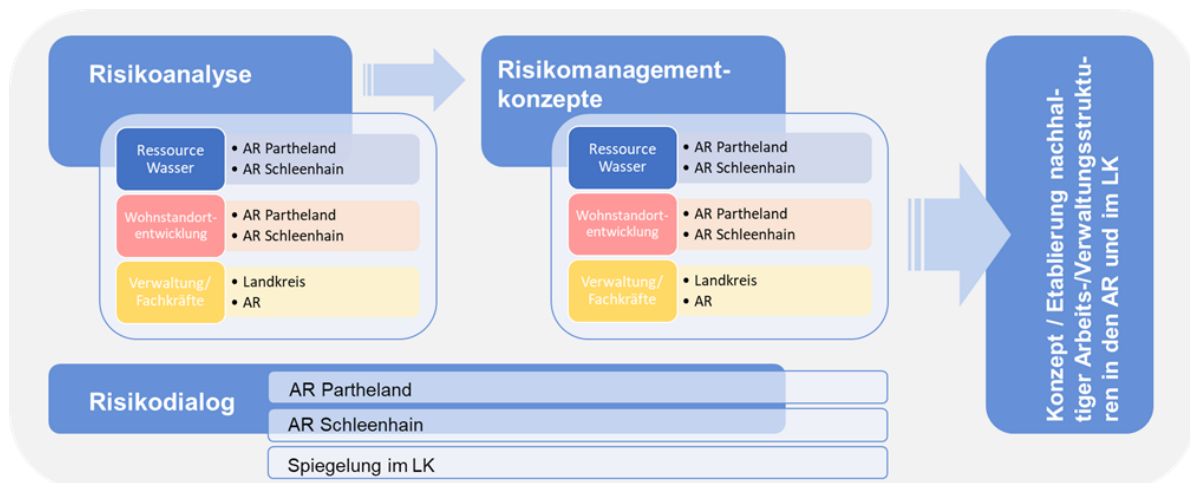 Risikoanalyse
Ressource
Wasser
• AR Partheland
• AR Schleenhain
Wohnstandort-
entwicklung
• AR Partheland
• AR Schleenhain
Verwaltung/
Fachkräfte
• Landkreis
• AR
Risikomanagement-
konzepte
Ressource
Wasser
• AR Partheland
• AR Schleenhain
Wohnstandort-
entwicklung
• AR Partheland
• AR Schleenhain
Verwaltung/
Fachkräfte
• Landkreis
• AR
Konzept / Etablierung nachhal-
tiger Arbeits-/Verwaltungsstruktu-
ren in den AR und im LK
Risikodialog
AR Partheland
AR Schleenhain
Spiegelung im LK